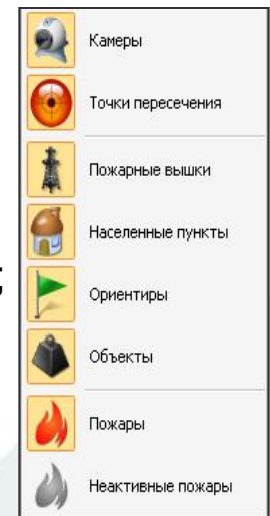 Камеры
Точки пересечения
Пожарные вышки
Населенные пункты
;
Ориентиры
Объекты
Пожары
Неактивные пожары